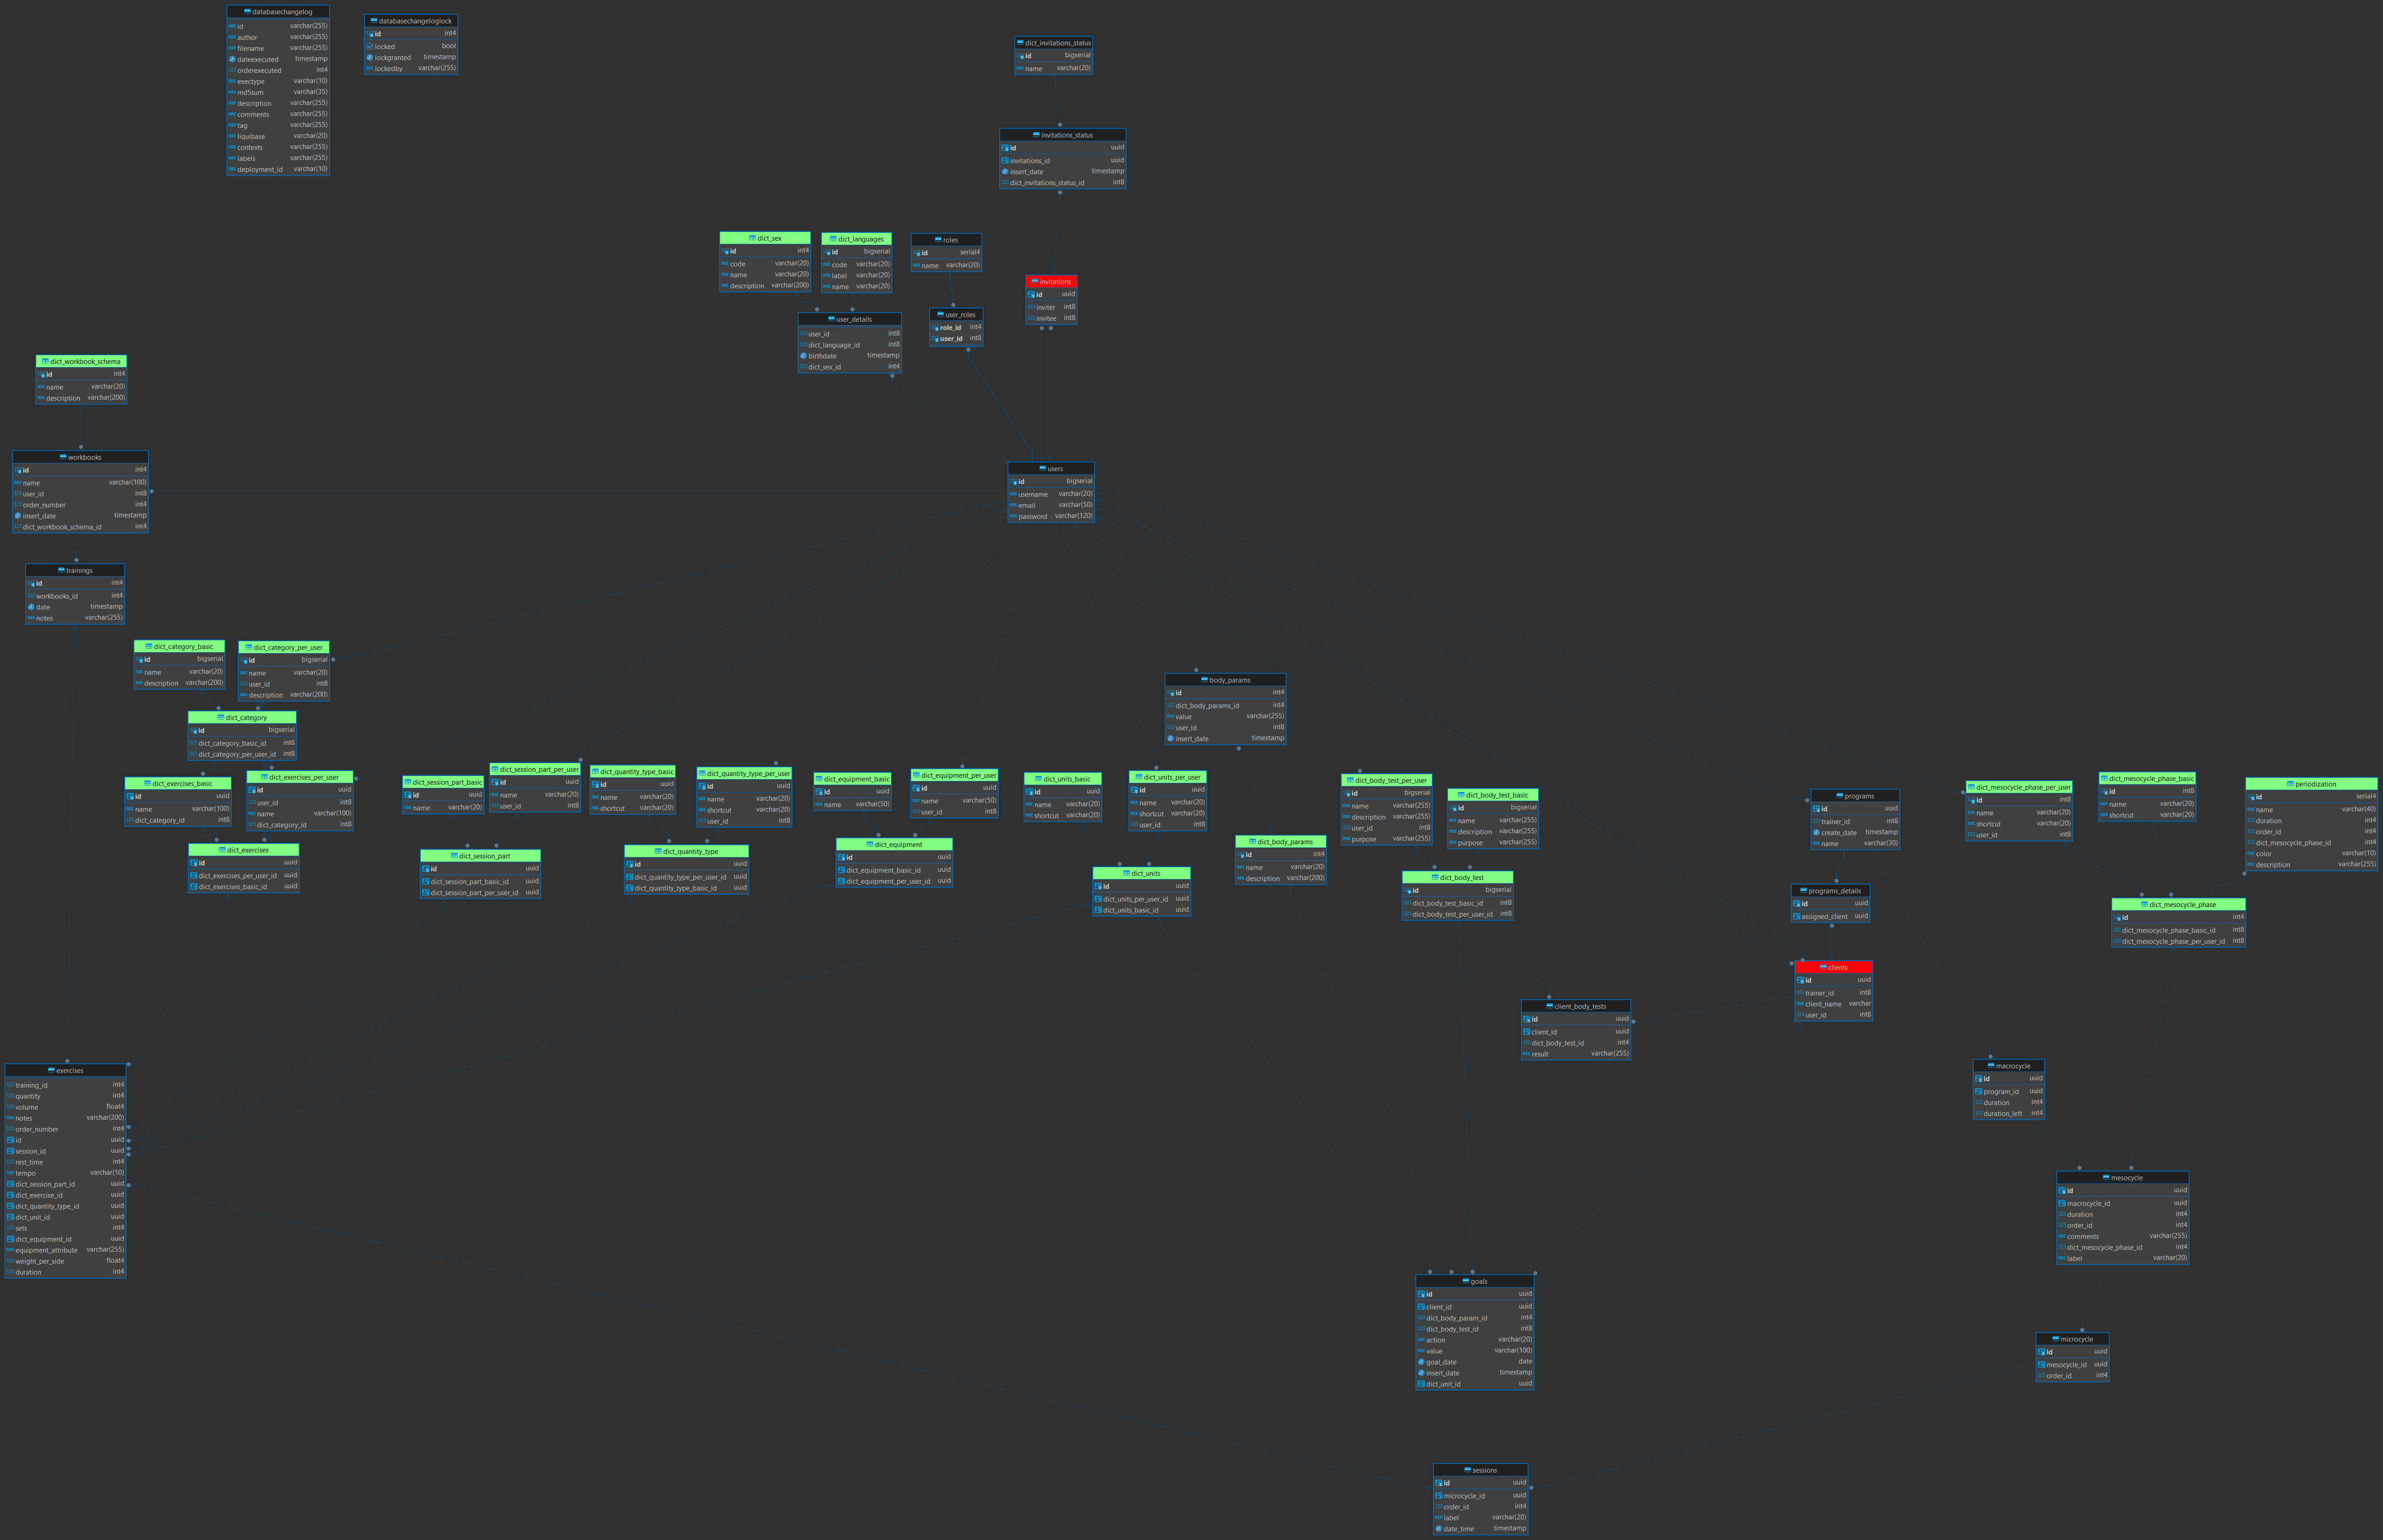 databasechangelog
id varchar(255)
author varchar(255)
filename varchar(255)
dateexecuted timestamp
orderexecuted int4
exectype varchar(10)
md5sum varchar(35)
description varchar(255)
comments varchar(255)
tag varchar(255)
liquibase varchar(20)
contexts varchar(255)
labels varchar(255)
deployment_id varchar(10)
databasechangeloglock
id int4
locked bool
lockgranted timestamp
lockedby varchar(255)
dict_invitations_status
id bigserial
name varchar(20)
invitations_status
id uuid
invitations_id uuid
insert_date timestamp
dict_invitations_status_id int8
dict_sex
id int4
code varchar(20)
name varchar(20)
description varchar(200)
dict_languages
id bigserial
code varchar(20)
label varchar(20)
name varchar(20)
roles
id serial4
name varchar(20)
invitations
id uuid
inviter int8
invitee int8
user_details
user_id int8
dict_language_id int8
birthdate timestamp
dict_sex_id int4
user_roles
role_id int4
user_id int8
dict_workbook_schema
id int4
name varchar(20)
description varchar(200)
workbooks
id int4
name varchar(100)
user_id int8
order_number int4
insert_date timestamp
dict_workbook_schema_id int4
users
id bigserial
username varchar(20)
email varchar(50)
password varchar(120)
trainings
id int4
workbooks_id int4
date timestamp
notes varchar(255)
dict_category_basic
id bigserial
name varchar(20)
description varchar(200)
dict_category_per_user
id bigserial
name varchar(20)
user_id int8
description varchar(200)
dict_category
id bigserial
dict_category_basic_id int8
dict_category_per_user_id int8
body_params
id int4
dict_body_params_id int4
value varchar(255)
user_id int8
insert_date timestamp
dict_exercises_basic
id uuid
name varchar(100)
dict_category_id int8
dict_exercises_per_user
id uuid
user_id int8
name varchar(100)
dict_category_id int8
dict_session_part_basic
id uuid
name varchar(20)
dict_session_part_per_user
id uuid
name varchar(20)
user_id int8
dict_quantity_type_basic
id uuid
name varchar(20)
shortcut varchar(20)
dict_quantity_type_per_user
id uuid
name varchar(20)
shortcut varchar(20)
user_id int8
dict_equipment_basic
id uuid
name varchar(50)
dict_equipment_per_user
id uuid
name varchar(50)
user_id int8
dict_units_basic
id uuid
name varchar(20)
shortcut varchar(20)
dict_units_per_user
id uuid
name varchar(20)
shortcut varchar(20)
user_id int8
dict_body_test_per_user
id bigserial
name varchar(255)
description varchar(255)
user_id int8
purpose varchar(255)
dict_body_test_basic
id bigserial
name varchar(255)
description varchar(255)
purpose varchar(255)
programs
id uuid
trainer_id int8
create_date timestamp
name varchar(30)
dict_mesocycle_phase_per_user
id int8
name varchar(20)
shortcut varchar(20)
user_id int8
dict_mesocycle_phase_basic
id int8
name varchar(20)
shortcut varchar(20)
periodization
id serial4
name varchar(40)
duration int4
order_id int4
dict_mesocycle_phase_id int4
color varchar(10)
description varchar(255)
dict_exercises
id uuid
dict_exercises_per_user_id uuid
dict_exercises_basic_id uuid
dict_session_part
id uuid
dict_session_part_basic_id uuid
dict_session_part_per_user_id uuid
dict_quantity_type
id uuid
dict_quantity_type_per_user_id uuid
dict_quantity_type_basic_id uuid
dict_equipment
id uuid
dict_equipment_basic_id uuid
dict_equipment_per_user_id uuid
dict_units
id uuid
dict_units_per_user_id uuid
dict_units_basic_id uuid
dict_body_params
id int4
name varchar(20)
description varchar(200)
dict_body_test
id bigserial
dict_body_test_basic_id int8
dict_body_test_per_user_id int8
programs_details
id uuid
assigned_client uuid
dict_mesocycle_phase
id int4
dict_mesocycle_phase_basic_id int8
dict_mesocycle_phase_per_user_id int8
clients
id uuid
trainer_id int8
client_name varchar
user_id int8
client_body_tests
id uuid
client_id uuid
dict_body_test_id int4
result varchar(255)
exercises
training_id int4
quantity int4
volume float4
notes varchar(200)
order_number int4
id uuid
session_id uuid
rest_time int4
tempo varchar(10)
dict_session_part_id uuid
dict_exercise_id uuid
dict_quantity_type_id uuid
dict_unit_id uuid
sets int4
dict_equipment_id uuid
equipment_attribute varchar(255)
weight_per_side float4
duration int4
macrocycle
id uuid
program_id uuid
duration int4
duration_left int4
mesocycle
id uuid
macrocycle_id uuid
duration int4
order_id int4
comments varchar(255)
dict_mesocycle_phase_id int4
label varchar(20)
goals
id uuid
client_id uuid
dict_body_param_id int4
dict_body_test_id int8
action varchar(20)
value varchar(100)
goal_date date
insert_date timestamp
dict_unit_id uuid
microcycle
id uuid
mesocycle_id uuid
order_id int4
sessions
id uuid
microcycle_id uuid
order_id int4
label varchar(20)
date_time timestamp